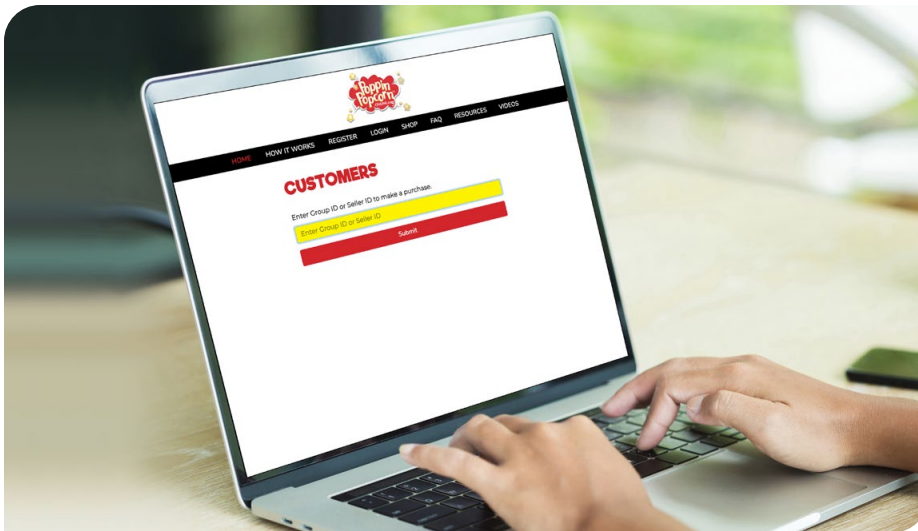 Poppin
Popcorn
HOME HOW IT WORKS REGISTER LOGIN SHOP FAQ RESOURCES VIDEOS
CUSTOMERS
Enter Group ID or Seller ID to make a purchase.
Enter Group ID or Seller ID
Submit